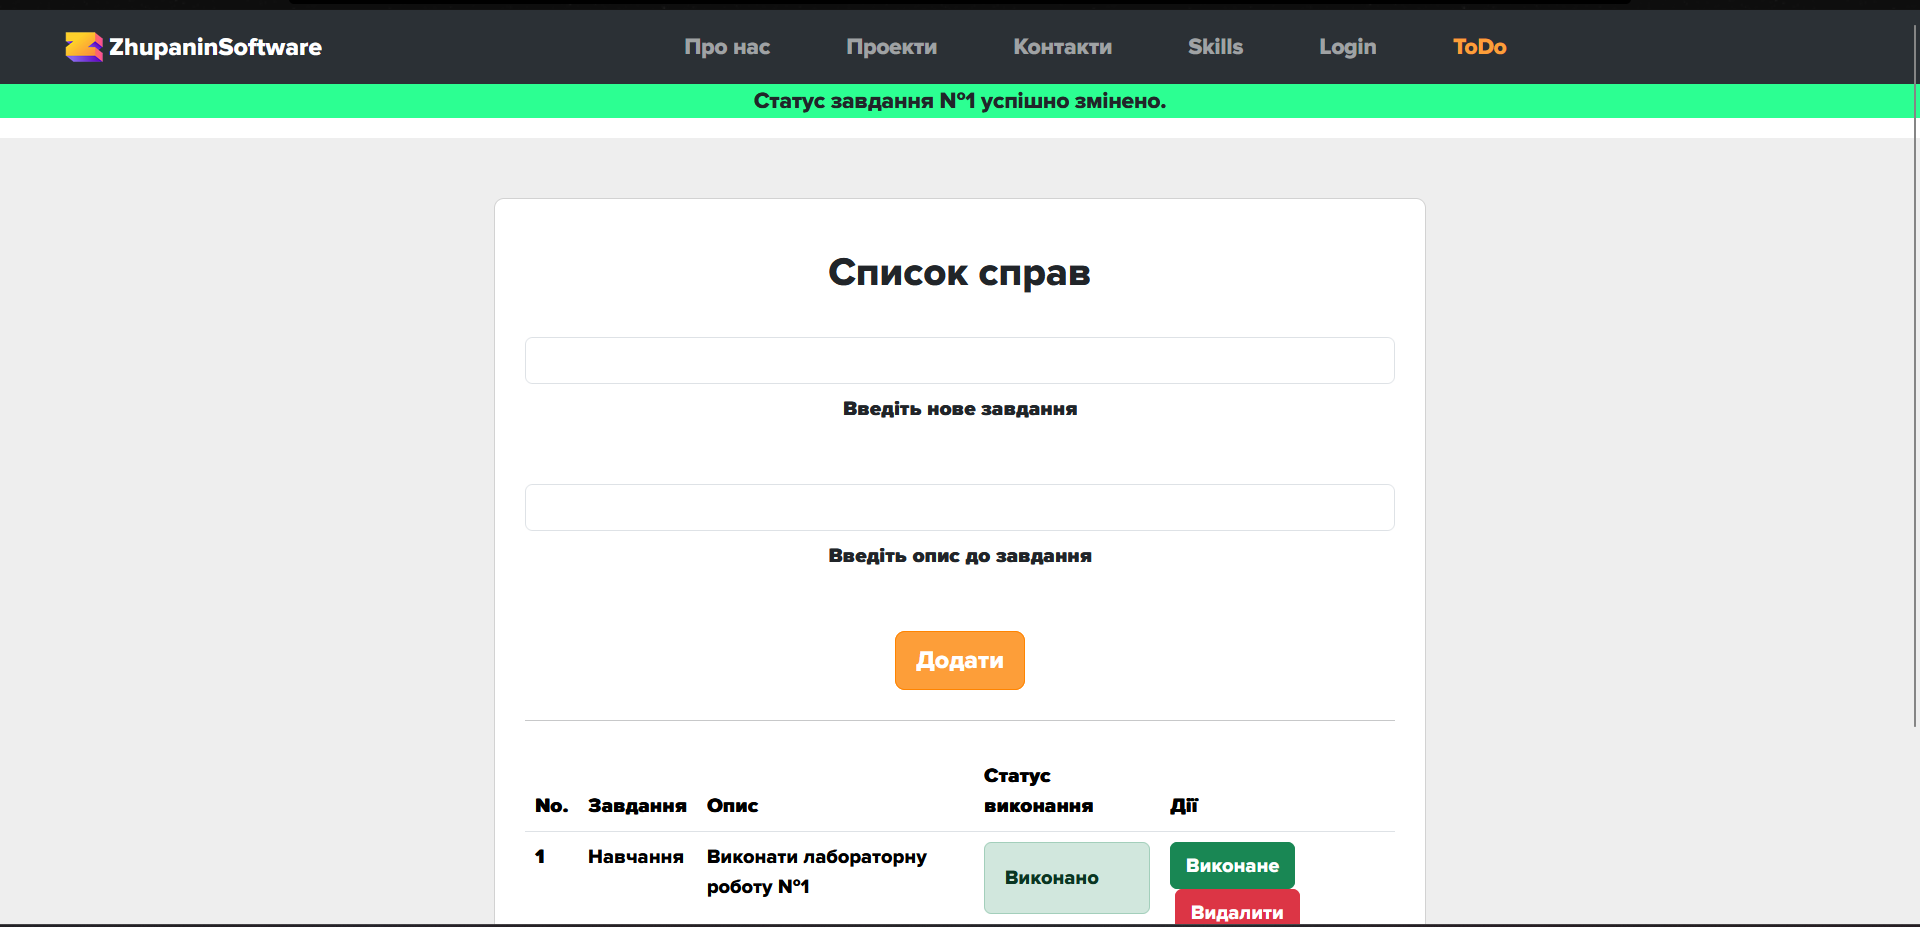 ZhupaninSoftware
Про нас
Проекти
Контакти
Skills
Login
ToDo
Статус завдання №1 успішно змінено.
Список справ
Введіть нове завдання
Введіть опис до завдання
Додати
No. Завдання Опис Статус виконання Дії
1 Навчання Виконати лабораторну роботу №1 Виконано Виконане
Видалити